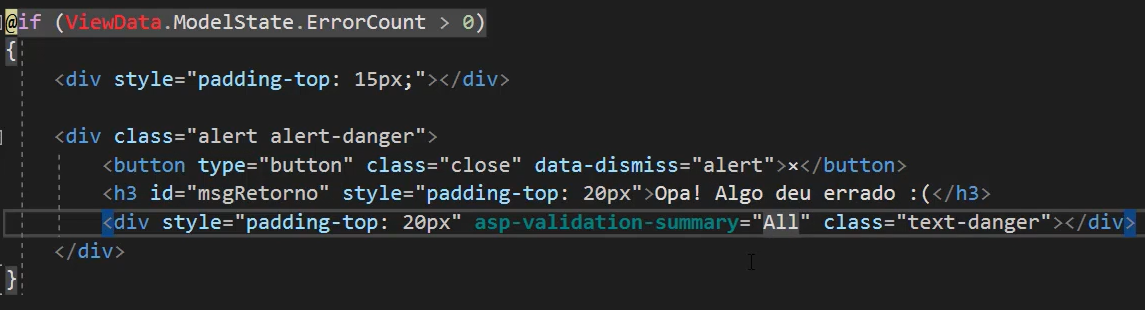 @if (ViewData.ModelState.ErrorCount > 0)
{
<div style="padding-top: 15px;"></div>
<div class="alert alert-danger">
<button type="button" class="close" data-dismiss="alert">×</button>
<h3 id="msgRetorno" style="padding-top: 20px">Opa! Algo deu errado :(</h3>
<div style="padding-top: 20px" asp-validation-summary="All" class="text-danger"></div>
</div>
}